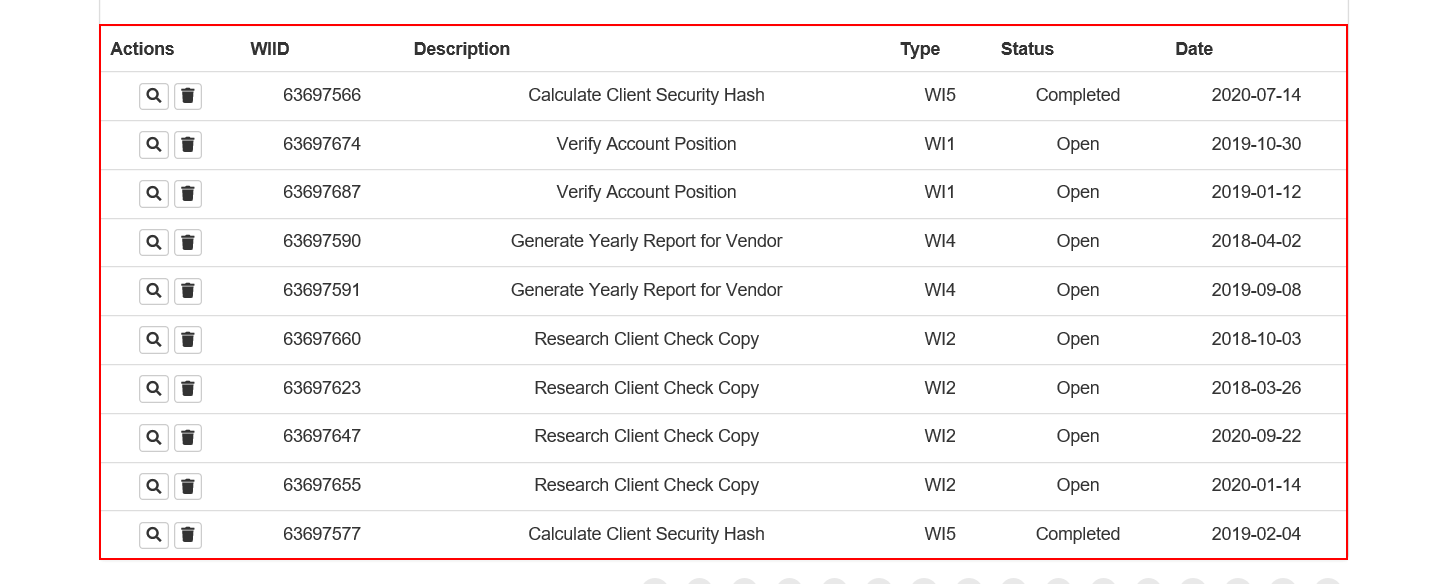 Actions WIID Description Type Status Date
63697566 Calculate Client Security Hash WI5 Completed 2020-07-14
63697674 Verify Account Position WI1 Open 2019-10-30
63697687 Verify Account Position WI1 Open 2019-01-12
63697590 Generate Yearly Report for Vendor WI4 Open 2018-04-02
63697591 Generate Yearly Report for Vendor WI4 Open 2019-09-08
63697660 Research Client Check Copy WI2 Open 2018-10-03
63697623 Research Client Check Copy WI2 Open 2018-03-26
63697647 Research Client Check Copy WI2 Open 2020-09-22
63697655 Research Client Check Copy WI2 Open 2020-01-14
63697577 Calculate Client Security Hash WI5 Completed 2019-02-04